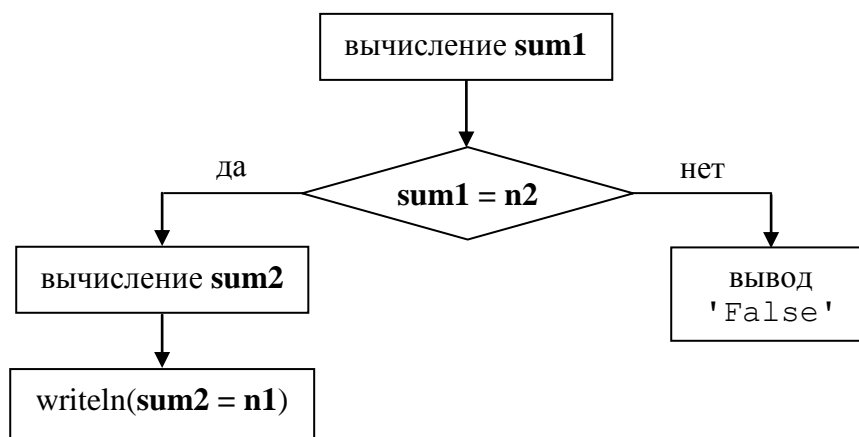 вычисление sum1
да
нет
sum1 = n2
вычисление sum2
вывод
'False'
writeln(sum2 = n1)